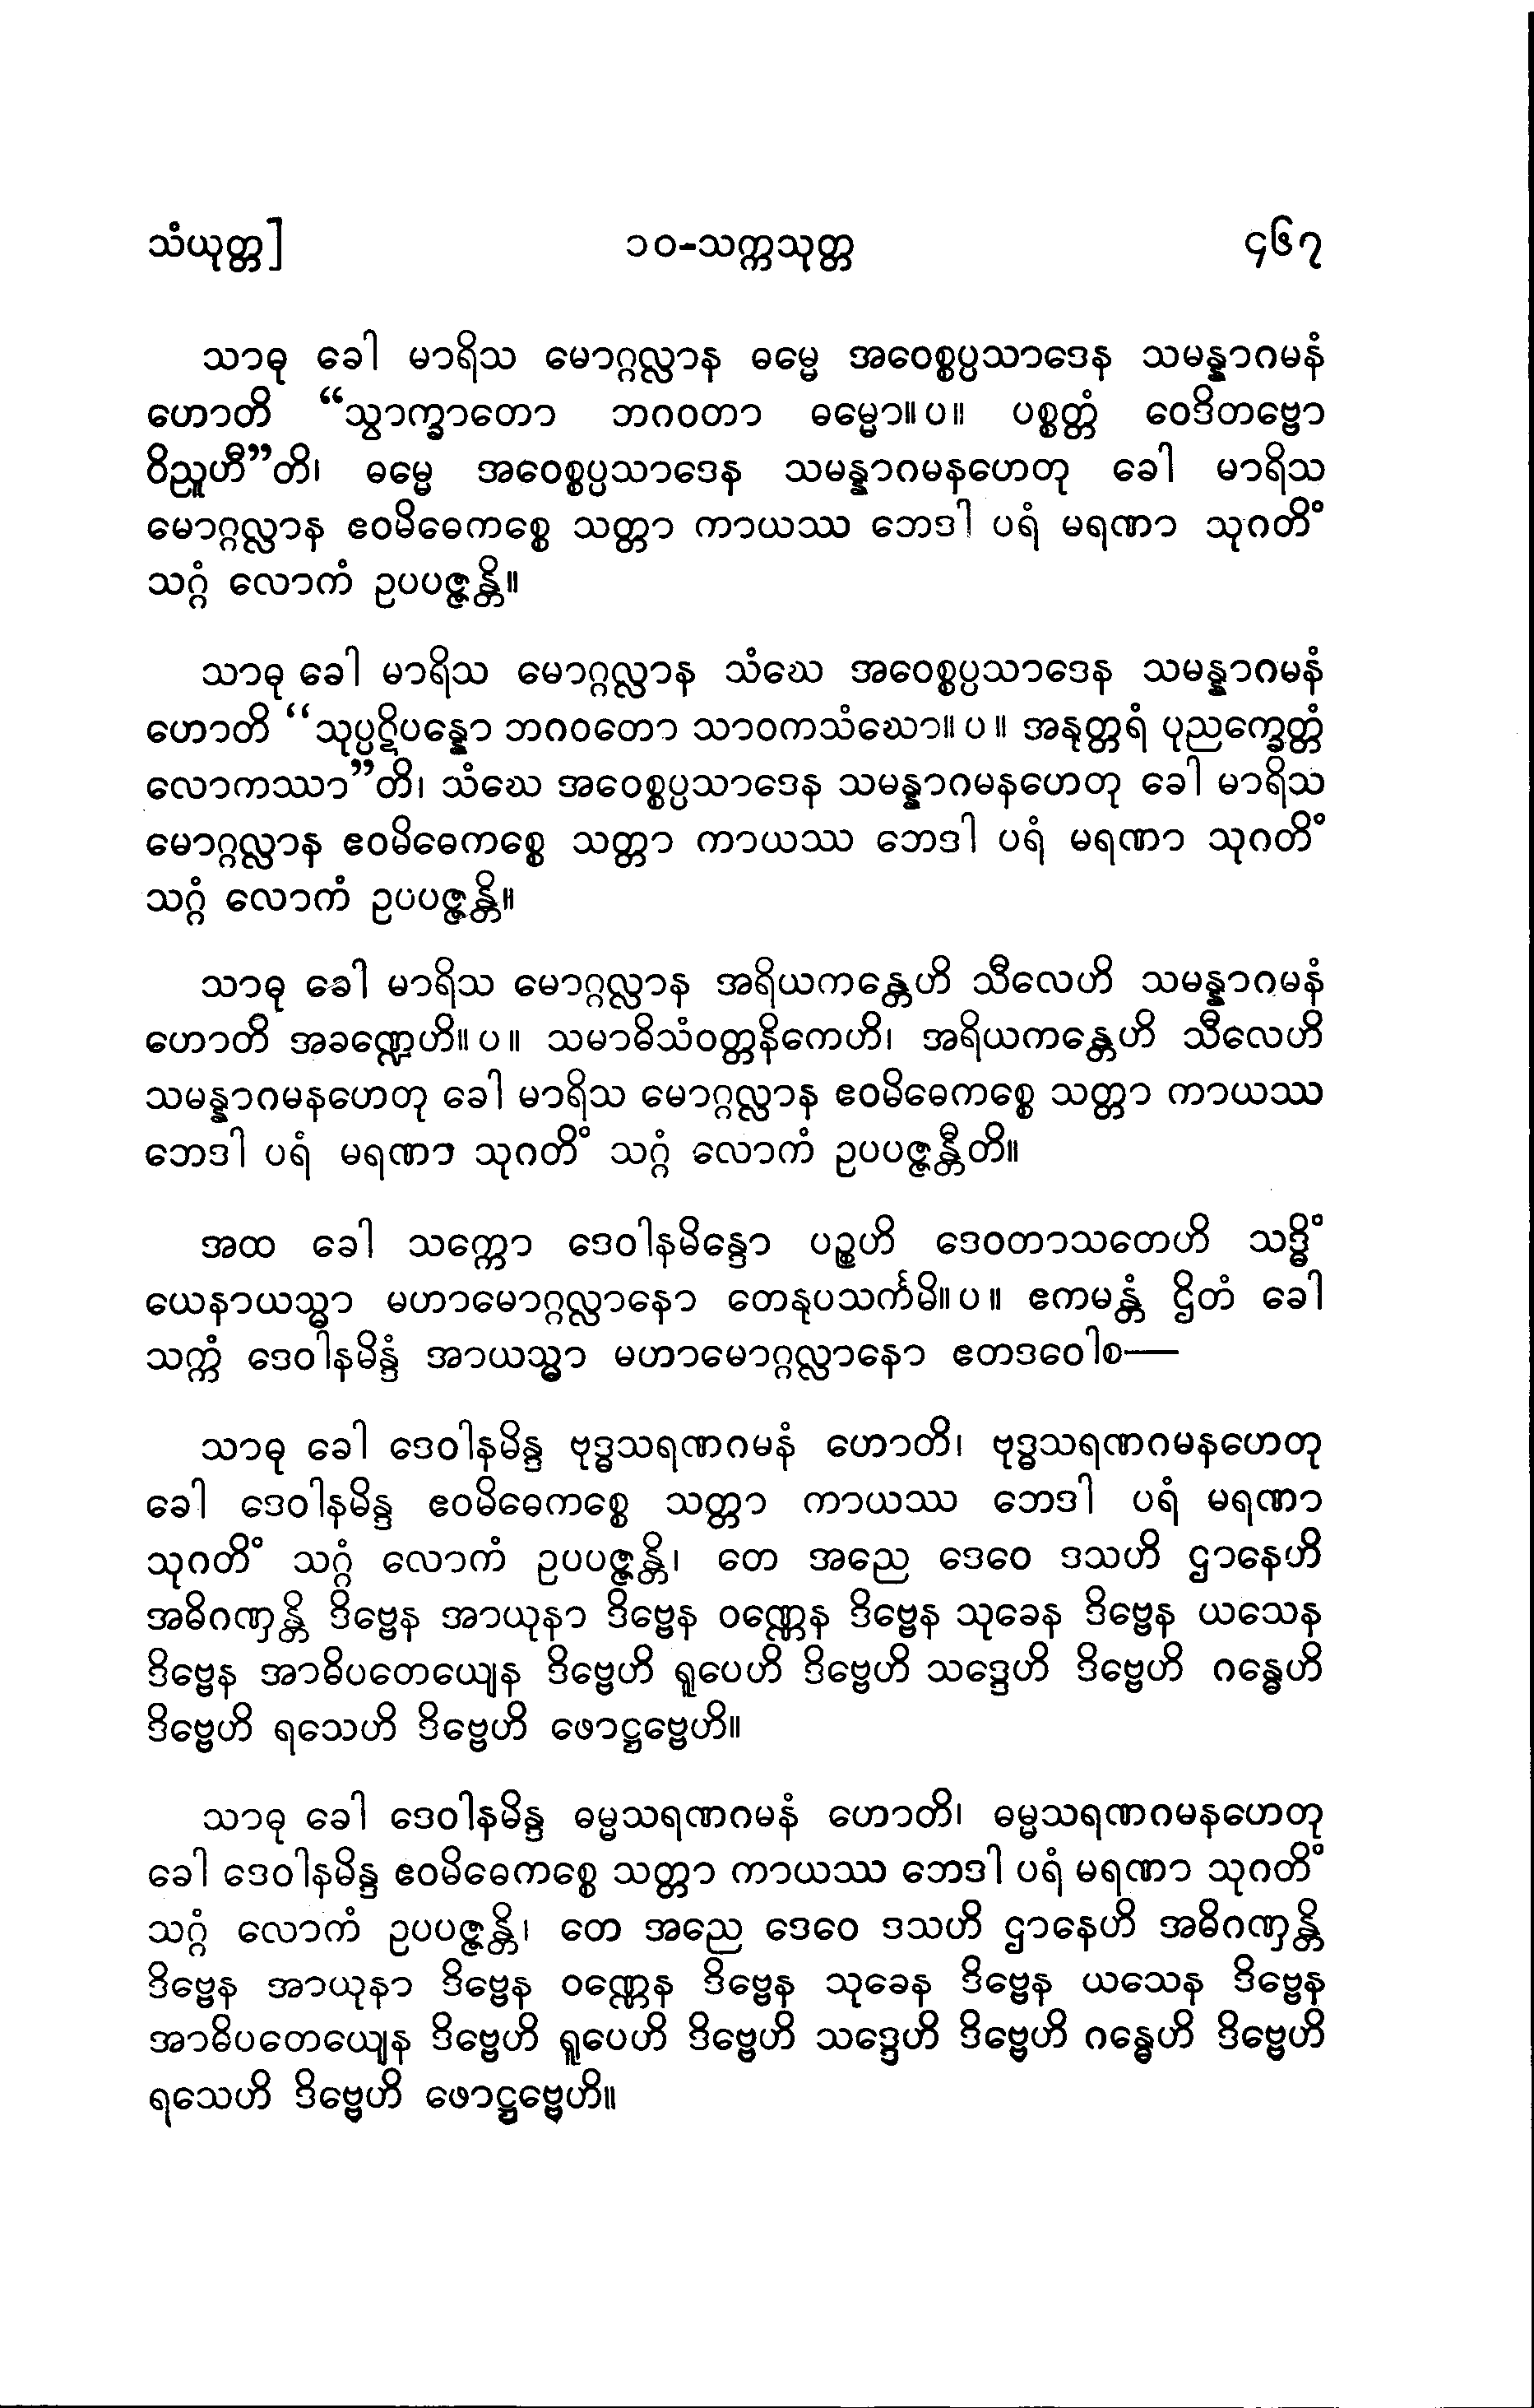 သံယုတ္တ] ၁၀-သက္ကသုတ္တ ၄၆၇
သာဓု ခေါ မာရိသ မောဂ္ဂလ္လာန ဓမ္မေ အဝေစ္စပ္ပသာဒေန သမန္နာဂမနံ
ဟောတိ “သွာက္ခာတော ဘဂဝတာ ဓမ္မော။ပ။ ပစ္စတ္တံ ဝေဒိတဗ္ဗော
ဝိညူဟီ”တိ၊ ဓမ္မေ အဝေစ္စပ္ပသာဒေန သမန္နာဂမနဟေတု ခေါ မာရိသ
မောဂ္ဂလ္လာန ဧဝမိဓေကစ္စေ သတ္တာ ကာယဿ ဘေဒါ ပရံ မရဏာ သုဂတိံ
သဂ္ဂံ လောကံ ဥပပဇ္ဇန္တိ။
သာဓု ခေါ မာရိသ မောဂ္ဂလ္လာန သံဃေ အဝေစ္စပ္ပသာဒေန သမန္နာဂမနံ
ဟောတိ “သုပ္ပဋိပန္နော ဘဂဝတော သာဝကသံဃော။ပ။ အနုတ္တရံ ပုညက္ခေတ္တံ
လောကဿာ”တိ၊ သံဃေ အဝေစ္စပ္ပသာဒေန သမန္နာဂမနဟေတု ခေါ မာရိသ
မောဂ္ဂလ္လာန ဧဝမိဓေကစ္စေ သတ္တာ ကာယဿ ဘေဒါ ပရံ မရဏာ သုဂတိံ
သဂ္ဂံ လောကံ ဥပပဇ္ဇန္တိ။
သာဓု ခေါ မာရိသ မောဂ္ဂလ္လာန အရိယကန္တေဟိ သီလေဟိ သမန္နာဂမနံ
ဟောတိ အခဏ္ဍေဟိ။ပ။ သမာဓိသံဝတ္တနိကေဟိ၊ အရိယကန္တေဟိ သီလေဟိ
သမန္နာဂမနဟေတု ခေါ မာရိသ မောဂ္ဂလ္လာန ဧဝမိဓေကစ္စေ သတ္တာ ကာယဿ
ဘေဒါ ပရံ မရဏာ သုဂတိံ သဂ္ဂံ လောကံ ဥပပဇ္ဇန္တီတိ။
အထ ခေါ သက္ကော ဒေဝါနမိန္ဒော ပဉ္စဟိ ဒေဝတာသတေဟိ သဒ္ဓိံ
ယေနာယသ္မာ မဟာမောဂ္ဂလ္လာနော တေနုပသင်္ကမိ။ပ။ ဧကမန္တံ ဌိတံ ခေါ
သက္ကံ ဒေဝါနမိန္ဒံ အာယသ္မာ မဟာမောဂ္ဂလ္လာနော ဧတဒဝေါစ—
သာဓု ခေါ ဒေဝါနမိန္ဒ ဗုဒ္ဓသရဏဂမနံ ဟောတိ၊ ဗုဒ္ဓသရဏဂမနဟေတု
ခေါ ဒေဝါနမိန္ဒ ဧဝမိဓေကစ္စေ သတ္တာ ကာယဿ ဘေဒါ ပရံ မရဏာ
သုဂတိံ သဂ္ဂံ လောကံ ဥပပဇ္ဇန္တိ၊ တေ အညေ ဒေဝေ ဒသဟိ ဌာနေဟိ
အဓိဂဏှန္တိ ဒိဗ္ဗေန အာယုနာ ဒိဗ္ဗေန ဝဏ္ဏေန ဒိဗ္ဗေန သုခေန ဒိဗ္ဗေန ယသေန
ဒိဗ္ဗေန အာဓိပတေယျေန ဒိဗ္ဗေဟိ ရူပေဟိ ဒိဗ္ဗေဟိ သဒ္ဒေဟိ ဒိဗ္ဗေဟိ ဂန္ဓေဟိ
ဒိဗ္ဗေဟိ ရသေဟိ ဒိဗ္ဗေဟိ ဖောဋ္ဌဗ္ဗေဟိ။
သာဓု ခေါ ဒေဝါနမိန္ဒ ဓမ္မသရဏဂမနံ ဟောတိ၊ ဓမ္မသရဏဂမနဟေတု
ခေါ ဒေဝါနမိန္ဒ ဧဝမိဓေကစ္စေ သတ္တာ ကာယဿ ဘေဒါ ပရံ မရဏာ သုဂတိံ
သဂ္ဂံ လောကံ ဥပပဇ္ဇန္တိ၊ တေ အညေ ဒေဝေ ဒသဟိ ဌာနေဟိ အဓိဂဏှန္တိ
ဒိဗ္ဗေန အာယုနာ ဒိဗ္ဗေန ဝဏ္ဏေန ဒိဗ္ဗေန သုခေန ဒိဗ္ဗေန ယသေန ဒိဗ္ဗေန
အာဓိပတေယျေန ဒိဗ္ဗေဟိ ရူပေဟိ ဒိဗ္ဗေဟိ သဒ္ဒေဟိ ဒိဗ္ဗေဟိ ဂန္ဓေဟိ ဒိဗ္ဗေဟိ
ရသေဟိ ဒိဗ္ဗေဟိ ဖောဋ္ဌဗ္ဗေဟိ။